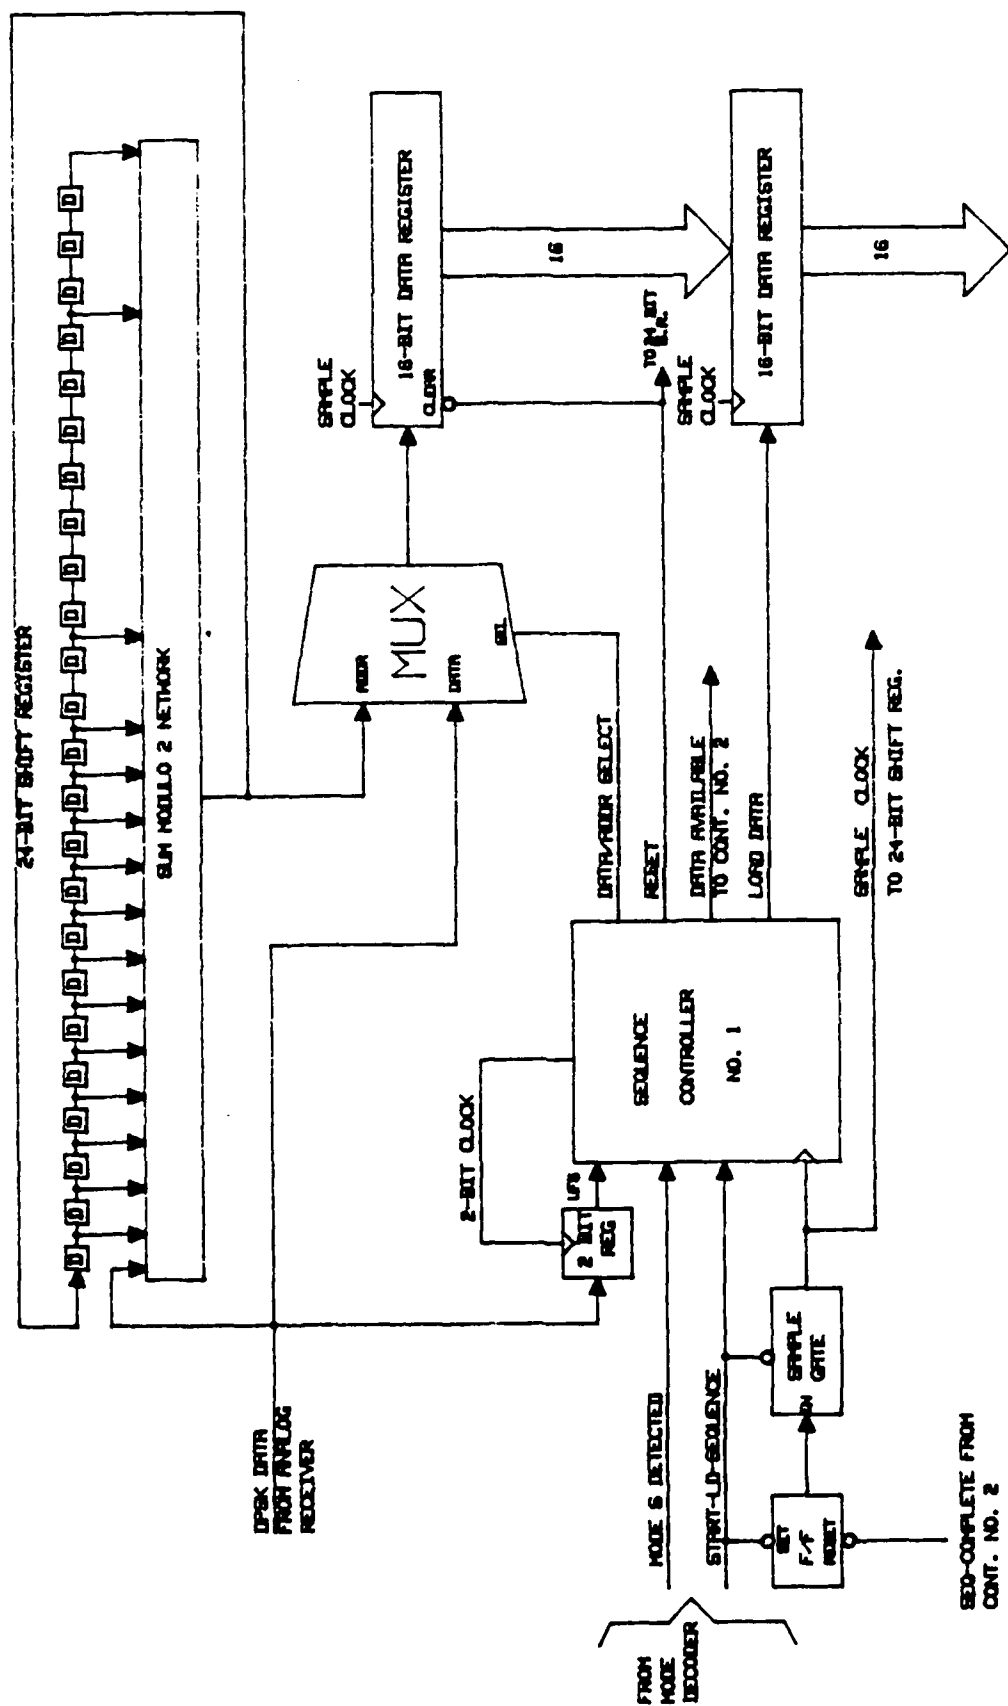 24-BIT SHIFT REGISTER
D D D D D D D D D D D D D D D D D D D D D D D D
SUM MODULO 2 NETWORK
DPSK DATA
FROM ANALOG
RECEIVER
ADDR
DATA
MUX
SEL
SAMPLE
CLOCK
16-BIT DATA REGISTER
CLEAR
16
2-BIT CLOCK
2 BIT
REG
UFS
DATA/ADDR SELECT
RESET
TO 24 BIT
S.R.
DATA AVAILABLE
TO CONT. NO. 2
LOAD DATA
SAMPLE
CLOCK
16-BIT DATA REGISTER
16
SEQUENCE
CONTROLLER
NO. 1
FROM
MODE
DECODER
MODE S DETECTED
START-LD-SEQUENCE
SET
F/F
RESET
IN
SAMPLE
GATE
SAMPLE CLOCK
TO 24-BIT SHIFT REG.
SEQ-COMPLETE FROM
CONT. NO. 2